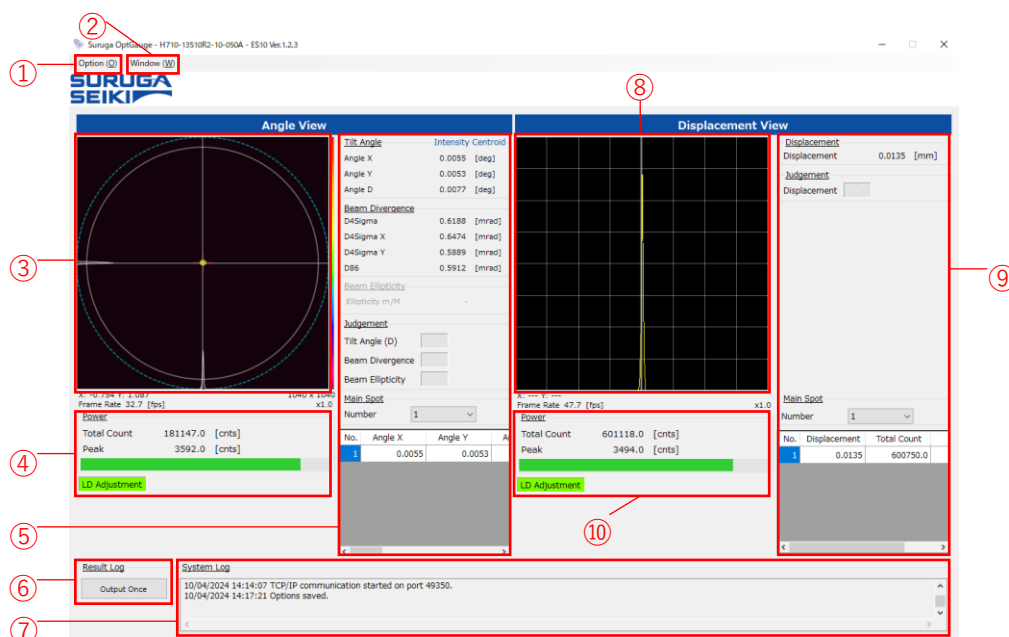 ②
Suruga OptGauge - H710-13510R2-10-050A - ES10 Ver.1.2.3
① Option (O) Window (W)
SURUGA
SEIKI
⑧
Angle View
Displacement View
③
Tilt Angle Intensity Centroid
Angle X 0.0055 [deg]
Angle Y 0.0053 [deg]
Angle D 0.0077 [deg]
Beam Divergence
D4Sigma 0.6188 [mrad]
D4Sigma X 0.6474 [mrad]
D4Sigma Y 0.5889 [mrad]
D86 0.5912 [mrad]
Beam Ellipticity
Ellipticity m/M -
Judgement
Tilt Angle (D) -
Beam Divergence -
Beam Ellipticity -
X: -0.754 Y: 1.087 1040 x 1040
Frame Rate 32.7 [fps] x1.0
Main Spot
Number 1
No. Angle X Angle Y A
1 0.0055 0.0053
④
Power
Total Count 181147.0 [cnts]
Peak 3592.0 [cnts]
LD Adjustment
⑤
Displacement
Displacement 0.0135 [mm]
Judgement
Displacement -
⑨
X: --- Y: ---
Frame Rate 47.7 [fps] x1.0
Main Spot
Number 1
No. Displacement Total Count
1 0.0135 600750.0
Power
Total Count 601118.0 [cnts]
Peak 3494.0 [cnts]
LD Adjustment
⑩
⑥
Result Log
Output Once
⑦
System Log
10/04/2024 14:14:07 TCP/IP communication started on port 49350.
10/04/2024 14:17:21 Options saved.